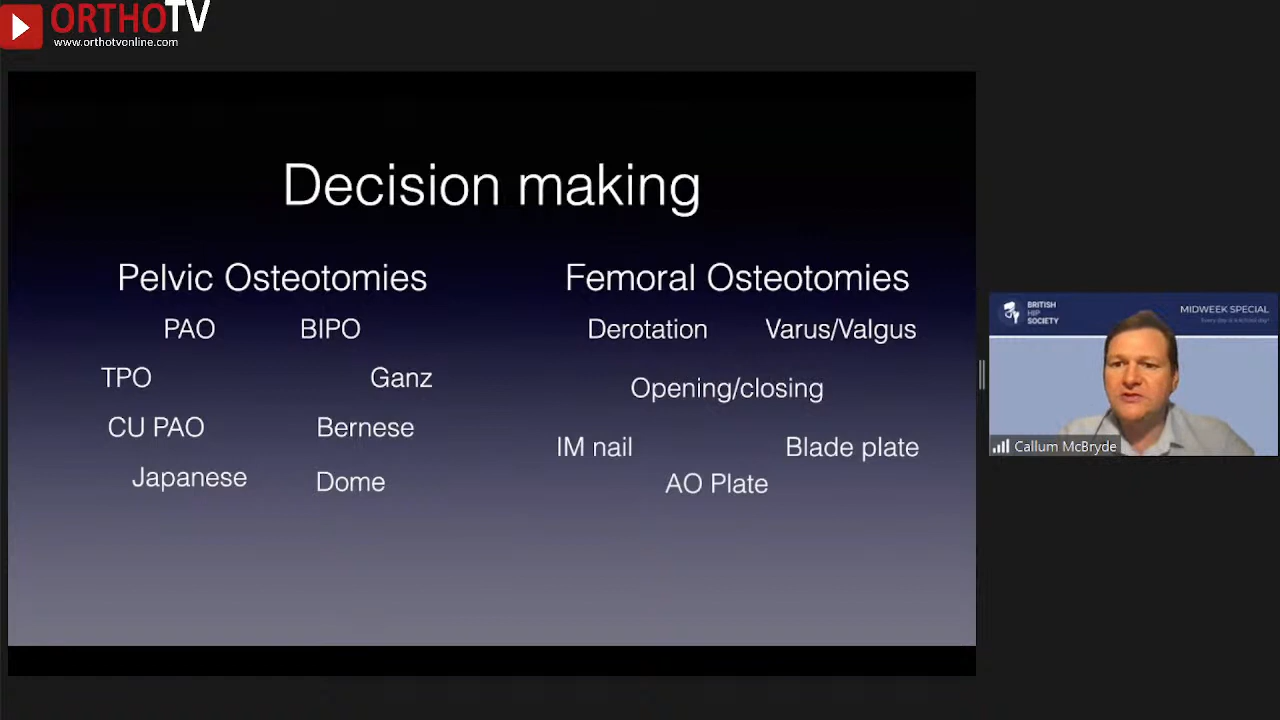 ORTHOTV
www.orthotvonline.com
Decision making
Pelvic Osteotomies
PAO BIPO
TPO Ganz
CU PAO Bernese
Japanese Dome
Femoral Osteotomies
Derotation Varus/Valgus
Opening/closing
IM nail Blade plate
AO Plate
BRITISH
HIP
SOCIETY
MIDWEEK SPECIAL
Callum McBryde